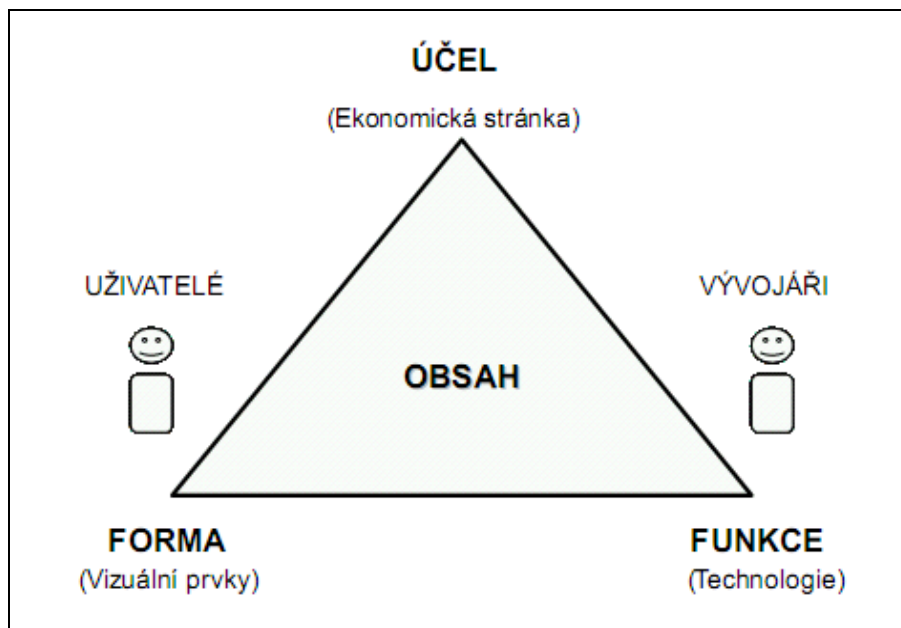 ÚČEL
(Ekonomická stránka)
UŽIVATELÉ
VÝVOJÁŘI
OBSAH
FORMA
(Vizuální prvky)
FUNKCE
(Technologie)